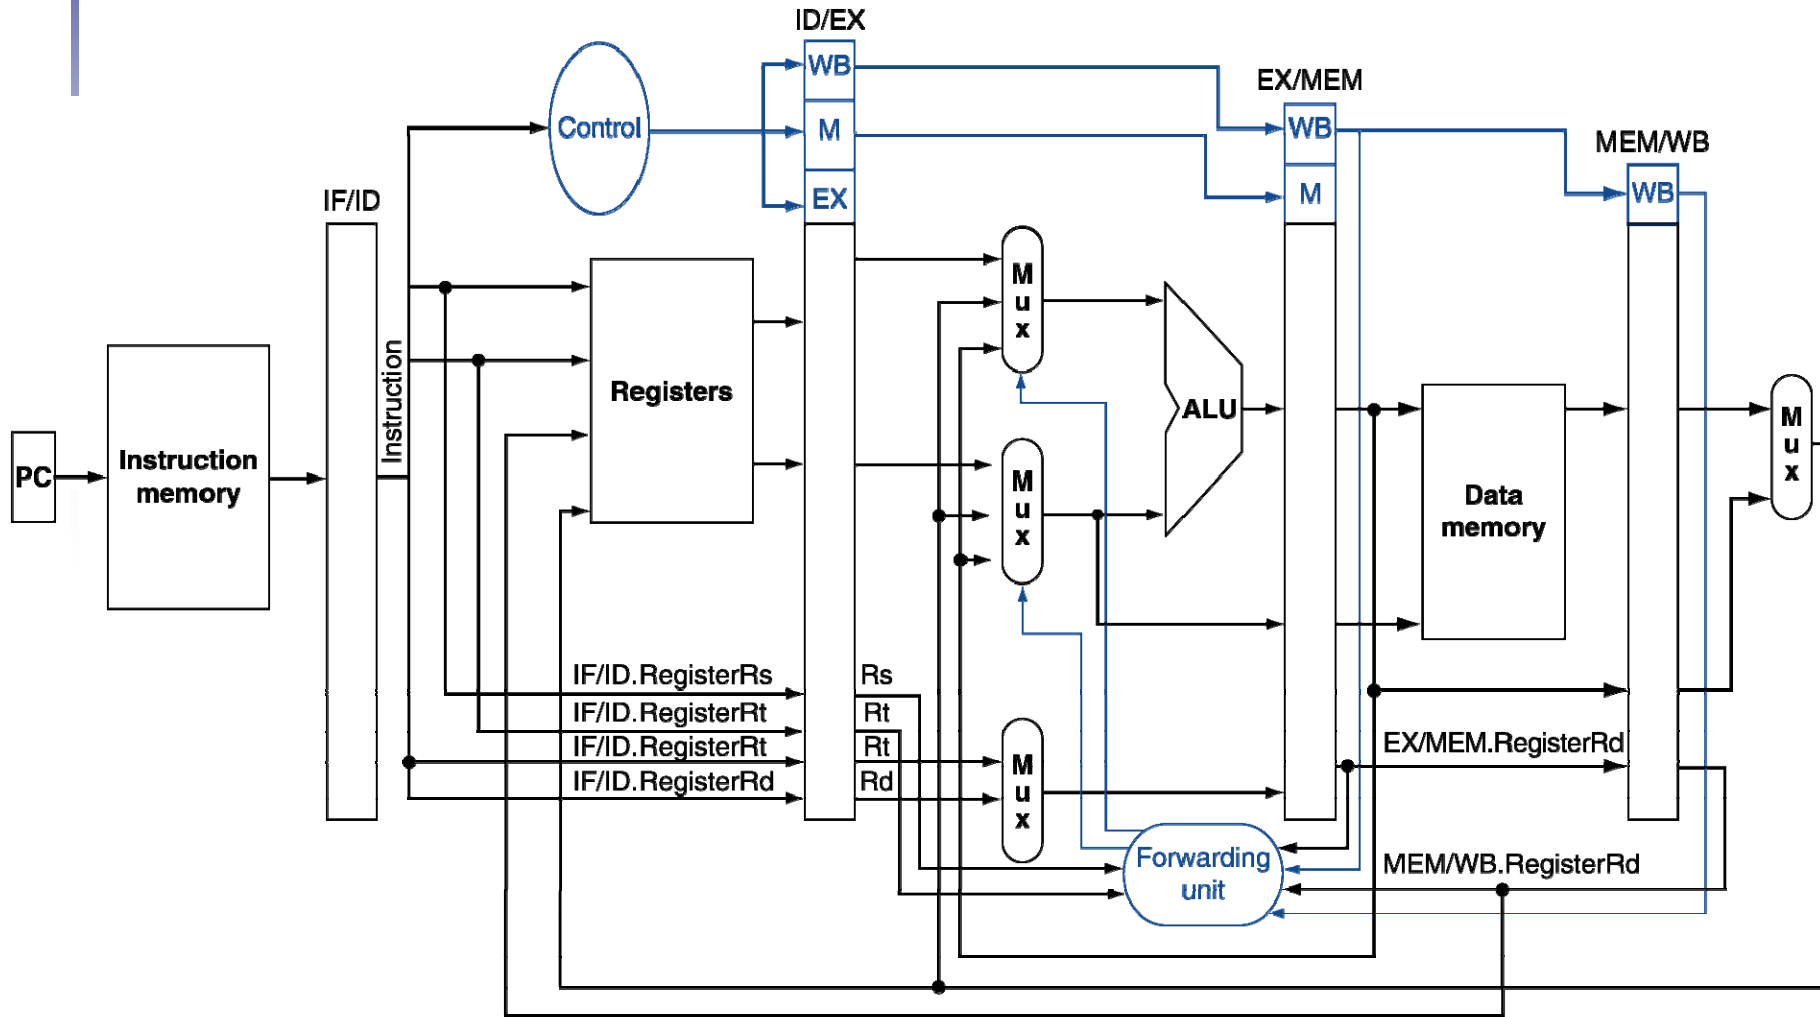 ID/EX
WB
M
EX
Control
EX/MEM
WB
M
MEM/WB
WB
IF/ID
PC
Instruction
memory
Instruction
Registers
M
u
x
M
u
x
ALU
Data
memory
M
u
x
IF/ID.RegisterRs
IF/ID.RegisterRt
IF/ID.RegisterRt
IF/ID.RegisterRd
Rs
Rt
Rt
Rd
M
u
x
EX/MEM.RegisterRd
Forwarding
unit
MEM/WB.RegisterRd